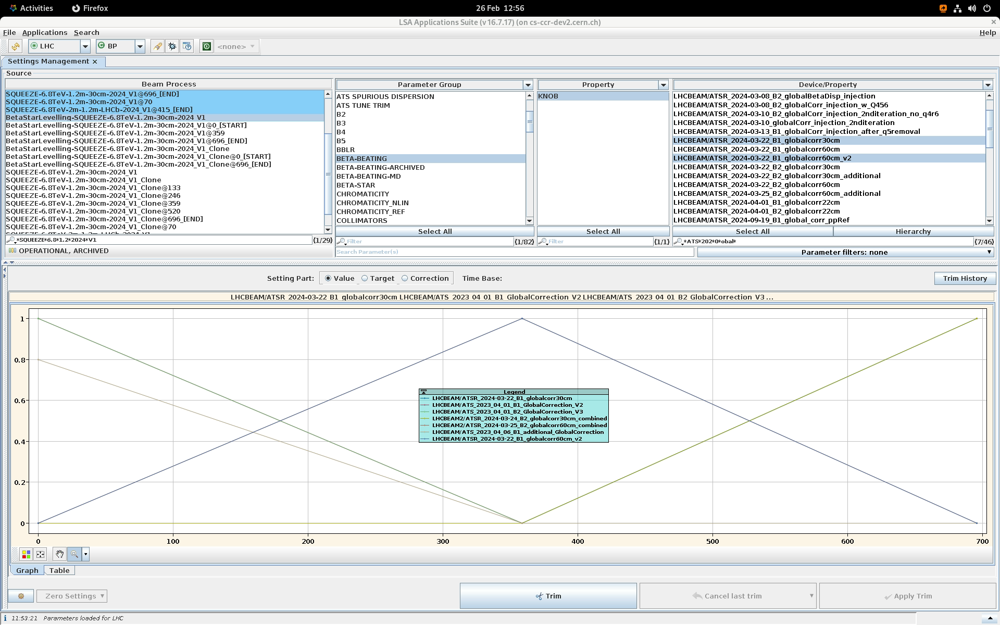 Activities Firefox 26 Feb 12:56
LSA Applications Suite (v 16.7.17) (on cs-ccr-dev2.cern.ch)
File Applications Search Help
LHC BP <none>
Settings Management
Source
Beam Process
SQUEEZE-6.8TeV-1.2m-30cm-2024_V1@696_[END]
SQUEEZE-6.8TeV-1.2m-30cm-2024_V1@70
SQUEEZE-6.8TeV-2m-1.2m-LHCb-2024_V1@415_[END]
BetaStarLevelling-SQUEEZE-6.8TeV-1.2m-30cm-2024_V1
BetaStarLevelling-SQUEEZE-6.8TeV-1.2m-30cm-2024_V1@0_[START]
BetaStarLevelling-SQUEEZE-6.8TeV-1.2m-30cm-2024_V1@359
BetaStarLevelling-SQUEEZE-6.8TeV-1.2m-30cm-2024_V1@696_[END]
BetaStarLevelling-SQUEEZE-6.8TeV-1.2m-30cm-2024_V1_Clone
BetaStarLevelling-SQUEEZE-6.8TeV-1.2m-30cm-2024_V1_Clone@0_[START]
BetaStarLevelling-SQUEEZE-6.8TeV-1.2m-30cm-2024_V1_Clone@696_[END]
SQUEEZE-6.8TeV-1.2m-30cm-2024_V1
SQUEEZE-6.8TeV-1.2m-30cm-2024_V1_Clone
SQUEEZE-6.8TeV-1.2m-30cm-2024_V1_Clone@133
SQUEEZE-6.8TeV-1.2m-30cm-2024_V1_Clone@246
SQUEEZE-6.8TeV-1.2m-30cm-2024_V1_Clone@359
SQUEEZE-6.8TeV-1.2m-30cm-2024_V1_Clone@520
SQUEEZE-6.8TeV-1.2m-30cm-2024_V1_Clone@696_[END]
SQUEEZE-6.8TeV-1.2m-30cm-2024_V1_Clone@70
*SQUEEZE*6.8*1.2*2024*V1 (1/29)
OPERATIONAL, ARCHIVED
Parameter Group
ATS SPURIOUS DISPERSION
ATS TUNE TRIM
B2
B3
B4
B5
BBLR
BETA-BEATING
BETA-BEATING-ARCHIVED
BETA-BEATING-MD
BETA-STAR
CHROMATICITY
CHROMATICITY_NLIN
CHROMATICITY_REF
COLLIMATORS
Select All
Filter (1/82)
Property
KNOB
Select All
Filter (1/1)
Device/Property
LHCBEAM/ATSR_2024-03-08_B2_globalBetaDisp_injection
LHCBEAM/ATSR_2024-03-08_B2_globalCorr_injection_w_Q456
LHCBEAM/ATSR_2024-03-10_B2_globalCorr_injection_2nditeration_no_q4r6
LHCBEAM/ATSR_2024-03-10_globalCorr_injection_2nditeration
LHCBEAM/ATSR_2024-03-13_B1_globalCorr_injection_after_q5removal
LHCBEAM/ATSR_2024-03-22_B1_globalcorr30cm
LHCBEAM/ATSR_2024-03-22_B1_globalcorr60cm
LHCBEAM/ATSR_2024-03-22_B1_globalcorr60cm_v2
LHCBEAM/ATSR_2024-03-22_B2_globalcorr30cm
LHCBEAM/ATSR_2024-03-22_B2_globalcorr30cm_additional
LHCBEAM/ATSR_2024-03-22_B2_globalcorr60cm
LHCBEAM/ATSR_2024-03-25_B2_globalcorr60cm_additional
LHCBEAM/ATSR_2024-04-01_B1_globalcorr22cm
LHCBEAM/ATSR_2024-04-01_B2_globalcorr22cm
LHCBEAM/ATSR_2024-09-19_B1_global_corr_ppRef
Select All Hierarchy
*ATS*202*0*obal* (7/46)
Search Parameter(s) Parameter filters: none
Setting Part: Value Target Correction Time Base: Trim History
LHCBEAM/ATSR_2024-03-22_B1_globalcorr30cm LHCBEAM/ATS_2023_04_01_B1_GlobalCorrection_V2 LHCBEAM/ATS_2023_04_01_B2_GlobalCorrection_V3 ...
1
0.8
0.6
0.4
0.2
0
Legend
LHCBEAM/ATSR_2024-03-22_B1_globalcorr30cm
LHCBEAM/ATS_2023_04_01_B1_GlobalCorrection_V2
LHCBEAM/ATS_2023_04_01_B2_GlobalCorrection_V3
LHCBEAM2/ATSR_2024-03-24_B2_globalcorr30cm_combined
LHCBEAM2/ATSR_2024-03-25_B2_globalcorr60cm_combined
LHCBEAM/ATS_2023_04_06_B1_additional_GlobalCorrection
LHCBEAM/ATSR_2024-03-22_B1_globalcorr60cm_v2
0 100 200 300 400 500 600 700
Graph Table
Zero Settings Trim Cancel last trim Apply Trim
11:53:21 Parameters loaded for LHC